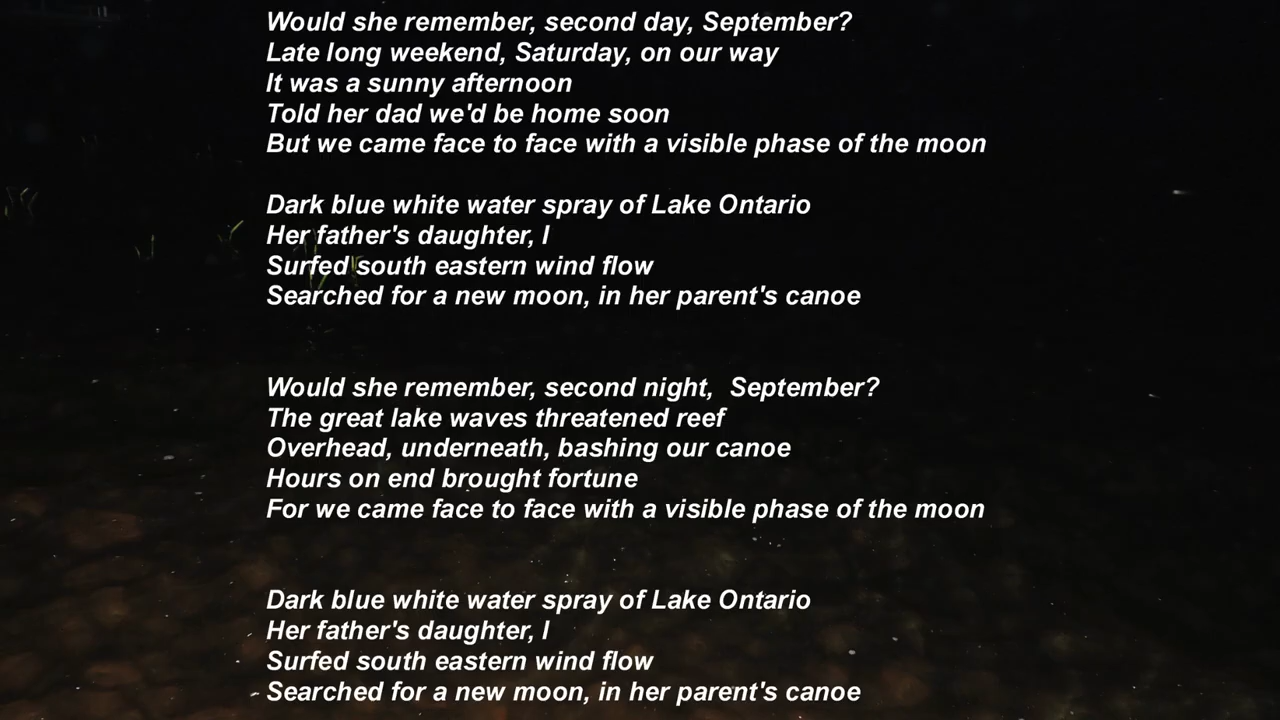 Would she remember, second day, September?
Late long weekend, Saturday, on our way
It was a sunny afternoon
Told her dad we'd be home soon
But we came face to face with a visible phase of the moon
Dark blue white water spray of Lake Ontario
Her father's daughter, I
Surfed south eastern wind flow
Searched for a new moon, in her parent's canoe
Would she remember, second night,  September?
The great lake waves threatened reef
Overhead, underneath, bashing our canoe
Hours on end brought fortune
For we came face to face with a visible phase of the moon
Dark blue white water spray of Lake Ontario
Her father's daughter, I
Surfed south eastern wind flow
Searched for a new moon, in her parent's canoe